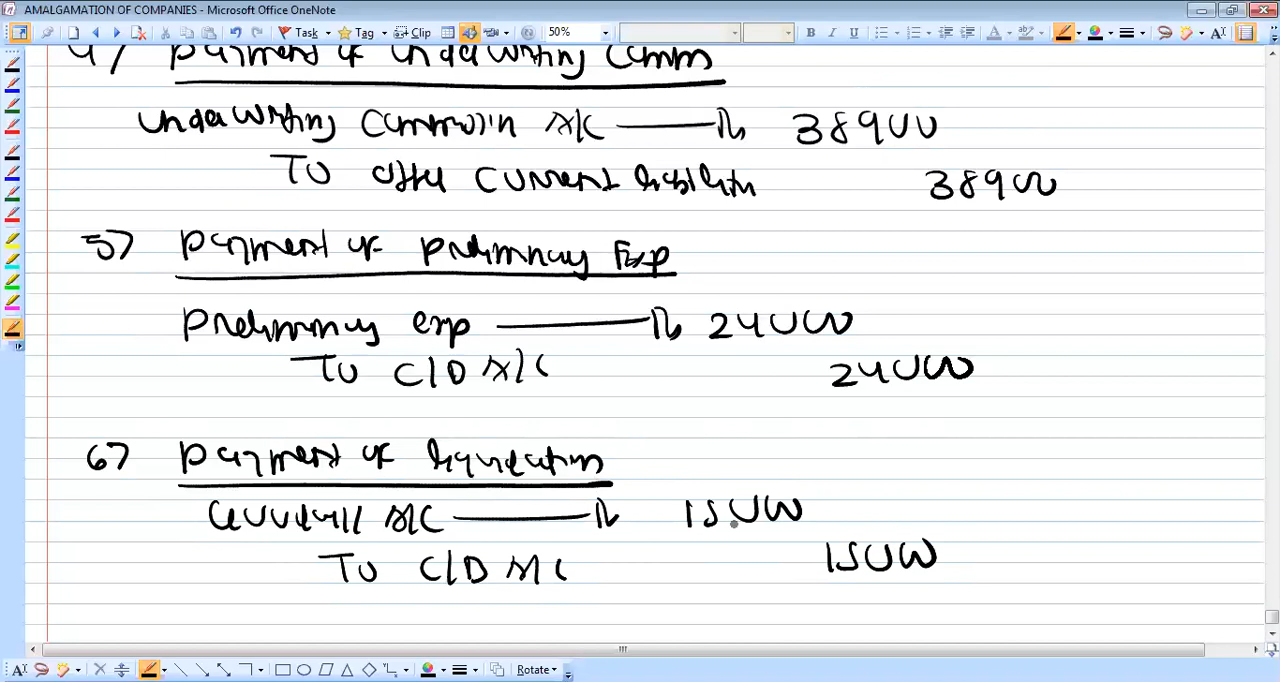 AMALGAMATION OF COMPANIES - Microsoft Office OneNote
Task Tag Clip 50% B I U
4) Payment of underwriting Comm
underwriting Commission A/C Dr 38900
To other Current liability 38900
5) Payment of Preliminary Exp
Preliminary exp Dr 24000
To C/B A/C 24000
6) Payment of liquidation
Goodwill A/C Dr 15000
To C/B A/C 15000
Rotate